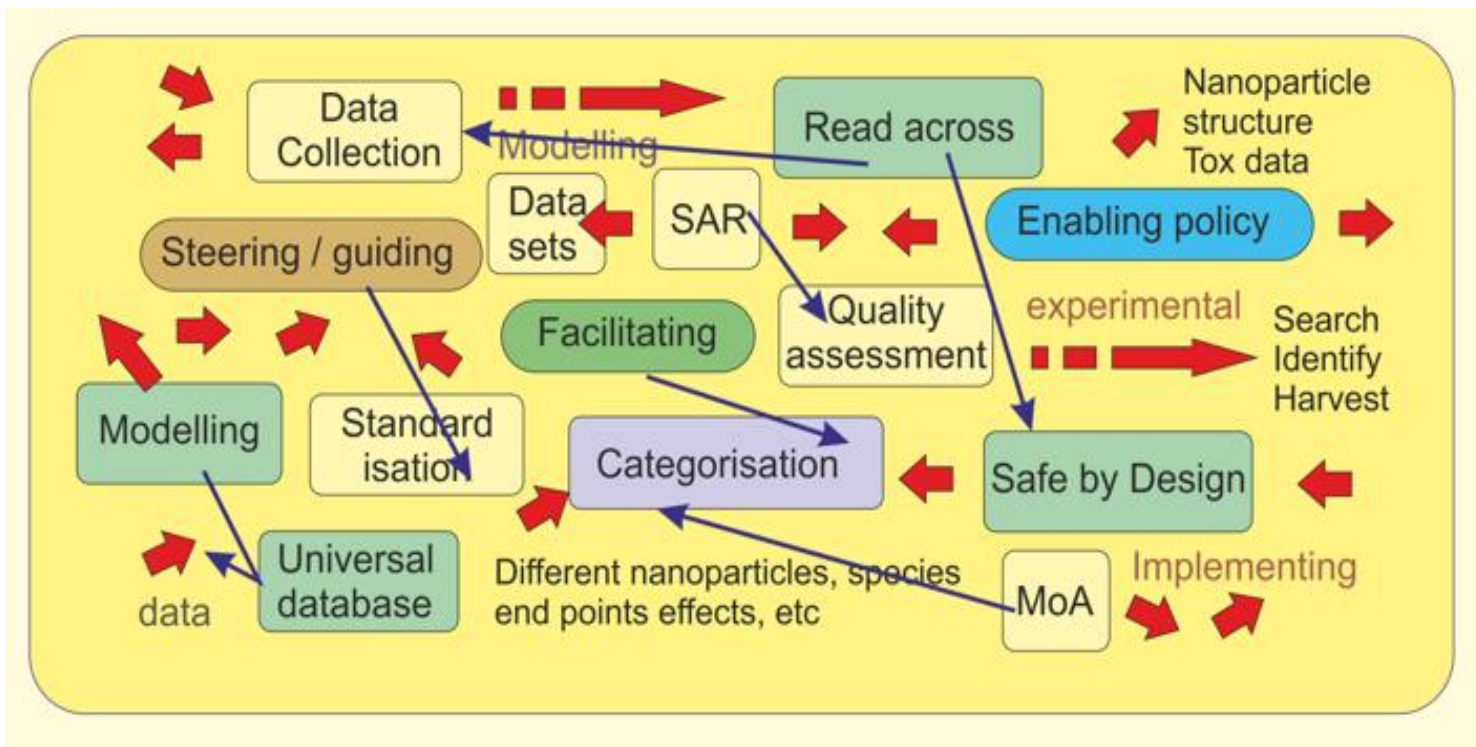 Data
Collection
Modelling
Read across
Nanoparticle
structure
Tox data
Data
sets
SAR
Enabling policy
Steering / guiding
Facilitating
Quality
assessment
experimental
Search
Identify
Harvest
Modelling
Standard
isation
Categorisation
Safe by Design
Universal
database
data
Different nanoparticles, species
end points effects, etc
MoA
Implementing